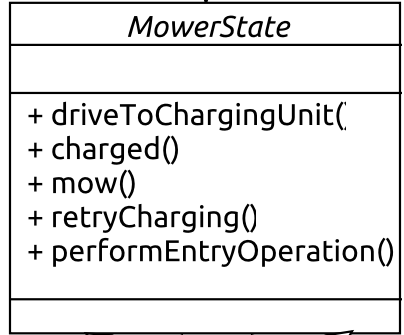 MowerState
+ driveToChargingUnit(
+ charged()
+ mow()
+ retryCharging()
+ performEntryOperation()